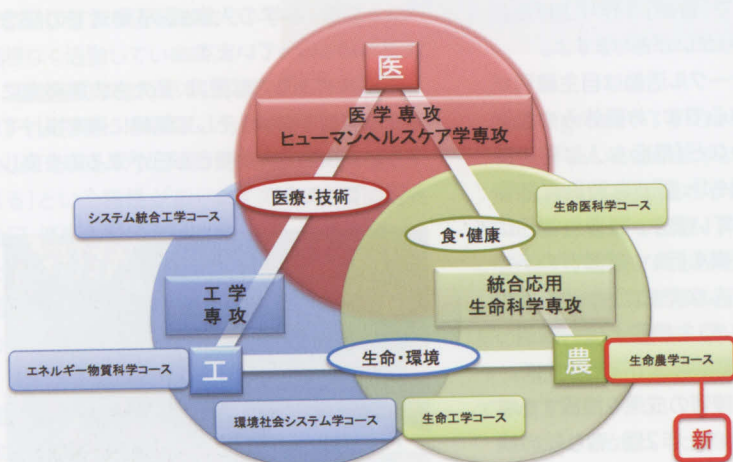 医
医学専攻
ヒューマンヘルスケア学専攻
医療・技術
システム統合工学コース
生命医科学コース
食・健康
工学
専攻
統合応用
生命科学専攻
エネルギー物質科学コース
工
生命・環境
農
生命農学コース
環境社会システム学コース
生命工学コース
新